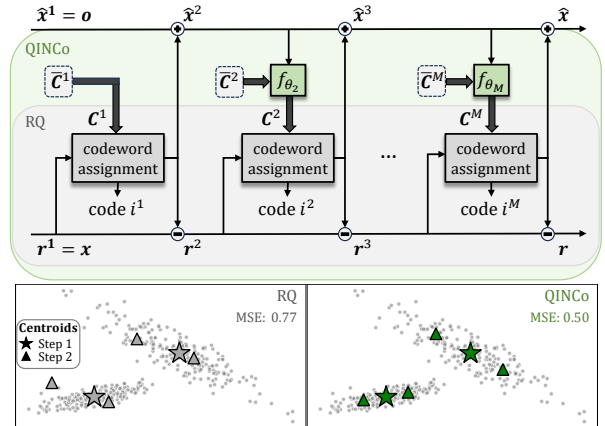 x̂¹ = o x̂² x̂³ x̂
QINCo
C̄¹ C̄² f_θ₂ C̄ᴹ f_θᴍ
C¹ C² Cᴹ
RQ
codeword assignment codeword assignment ... codeword assignment
code i¹ code i² code iᴹ
r¹ = x r² r³ r
RQ
MSE: 0.77
Centroids
Step 1
Step 2
QINCo
MSE: 0.50